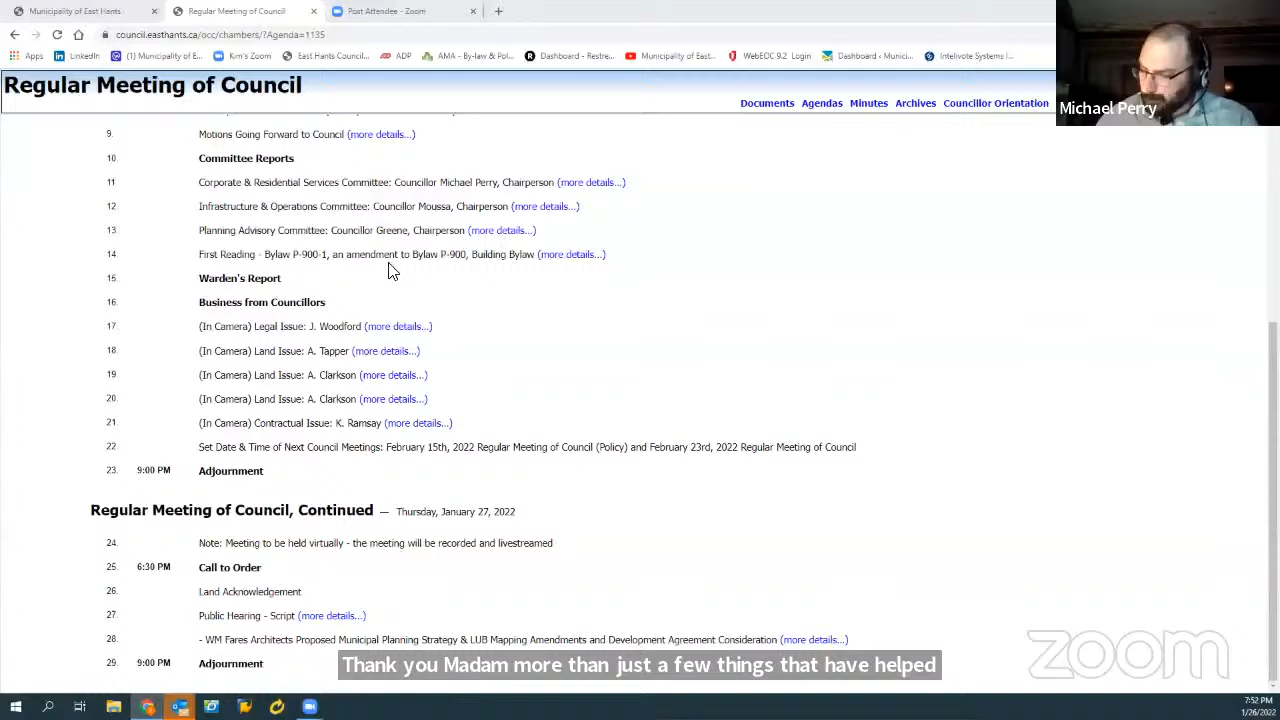 Municipality of East Hants
Regular Meeting of Council
Post Attendee - Zoom
council.easthants.ca/occ/chambers/?Agenda=1135
Apps LinkedIn (1) Municipality of E... Kim's Zoom East Hants Council... ADP AMA - By-law & Pol... Dashboard - Restre... Municipality of East... WebEOC 9.2 Login Dashboard - Munici... Intelivote Systems I...
Regular Meeting of Council
Documents Agendas Minutes Archives Councillor Orientation
Michael Perry
9. Motions Going Forward to Council (more details...)
10. Committee Reports
11 Corporate & Residential Services Committee: Councillor Michael Perry, Chairperson (more details...)
12. Infrastructure & Operations Committee: Councillor Moussa, Chairperson (more details...)
13. Planning Advisory Committee: Councillor Greene, Chairperson (more details...)
14. First Reading - Bylaw P-900-1, an amendment to Bylaw P-900, Building Bylaw (more details...)
15 Warden's Report
16. Business from Councillors
17. (In Camera) Legal Issue: J. Woodford (more details...)
18. (In Camera) Land Issue: A. Tapper (more details...)
19. (In Camera) Land Issue: A. Clarkson (more details...)
20. (In Camera) Land Issue: A. Clarkson (more details...)
21. (In Camera) Contractual Issue: K. Ramsay (more details...)
22. Set Date & Time of Next Council Meetings: February 15th, 2022 Regular Meeting of Council (Policy) and February 23rd, 2022 Regular Meeting of Council
23. 9:00 PM Adjournment
Regular Meeting of Council, Continued — Thursday, January 27, 2022
24. Note: Meeting to be held virtually - the meeting will be recorded and livestreamed
25. 6:30 PM Call to Order
26. Land Acknowledgement
27. Public Hearing - Script (more details...)
28. - WM Fares Architects Proposed Municipal Planning Strategy & LUB Mapping Amendments and Development Agreement Consideration (more details...)
29. 9:00 PM Adjournment
Thank you Madam more than just a few things that have helped
zoom
7:52 PM
1/26/2022